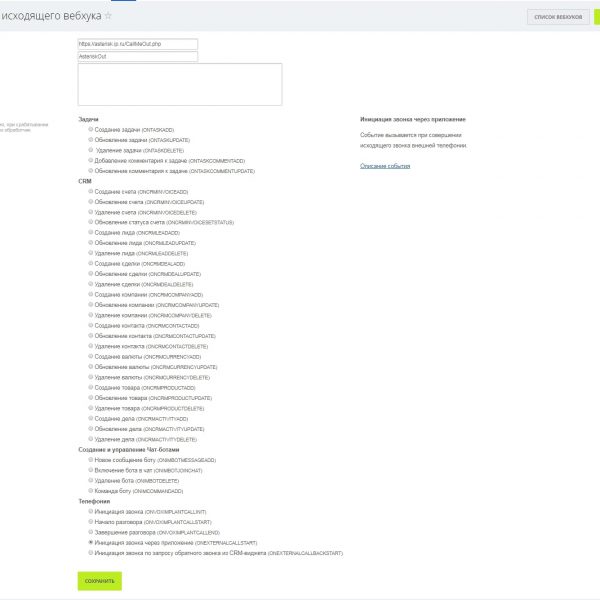 исходящего вебхука ☆
СПИСОК ВЕБХУКОВ
https://asterisk.ip.ru/CallMeOut.php
AsteriskOut
Задачи
Создание задачи (ONTASKADD)
Обновление задачи (ONTASKUPDATE)
Удаление задачи (ONTASKDELETE)
Добавление комментария к задаче (ONTASKCOMMENTADD)
Обновление комментария к задаче (ONTASKCOMMENTUPDATE)
CRM
Создание счета (ONCRMINVOICEADD)
Обновление счета (ONCRMINVOICEUPDATE)
Удаление счета (ONCRMINVOICEDELETE)
Обновление статуса счета (ONCRMINVOICESETSTATUS)
Создание лида (ONCRMLEADADD)
Обновление лида (ONCRMLEADUPDATE)
Удаление лида (ONCRMLEADDELETE)
Создание сделки (ONCRMDEALADD)
Обновление сделки (ONCRMDEALUPDATE)
Удаление сделки (ONCRMDEALDELETE)
Создание компании (ONCRMCOMPANYADD)
Обновление компании (ONCRMCOMPANYUPDATE)
Удаление компании (ONCRMCOMPANYDELETE)
Создание контакта (ONCRMCONTACTADD)
Обновление контакта (ONCRMCONTACTUPDATE)
Удаление контакта (ONCRMCONTACTDELETE)
Создание валюты (ONCRMCURRENCYADD)
Обновление валюты (ONCRMCURRENCYUPDATE)
Удаление валюты (ONCRMCURRENCYDELETE)
Создание товара (ONCRMPRODUCTADD)
Обновление товара (ONCRMPRODUCTUPDATE)
Удаление товара (ONCRMPRODUCTDELETE)
Создание дела (ONCRMACTIVITYADD)
Обновление дела (ONCRMACTIVITYUPDATE)
Удаление дела (ONCRMACTIVITYDELETE)
Создание и управление Чат-ботами
Новое сообщение боту (ONIMBOTMESSAGEADD)
Включение бота в чат (ONIMBOTJOINCHAT)
Удаление бота (ONIMBOTDELETE)
Команда боту (ONIMCOMMANDADD)
Телефония
Инициация звонка (ONVOXIMPLANTCALLINIT)
Начало разговора (ONVOXIMPLANTCALLSTART)
Завершение разговора (ONVOXIMPLANTCALLEND)
Инициация звонка через приложение (ONEXTERNALCALLSTART)
Инициация звонка по запросу обратного звонка из CRM-виджета (ONEXTERNALCALLBACKSTART)
СОХРАНИТЬ
Инициация звонка через приложение
Событие вызывается при совершении
исходящего звонка внешней телефонии.
Описание события
при срабатывании
обработчик